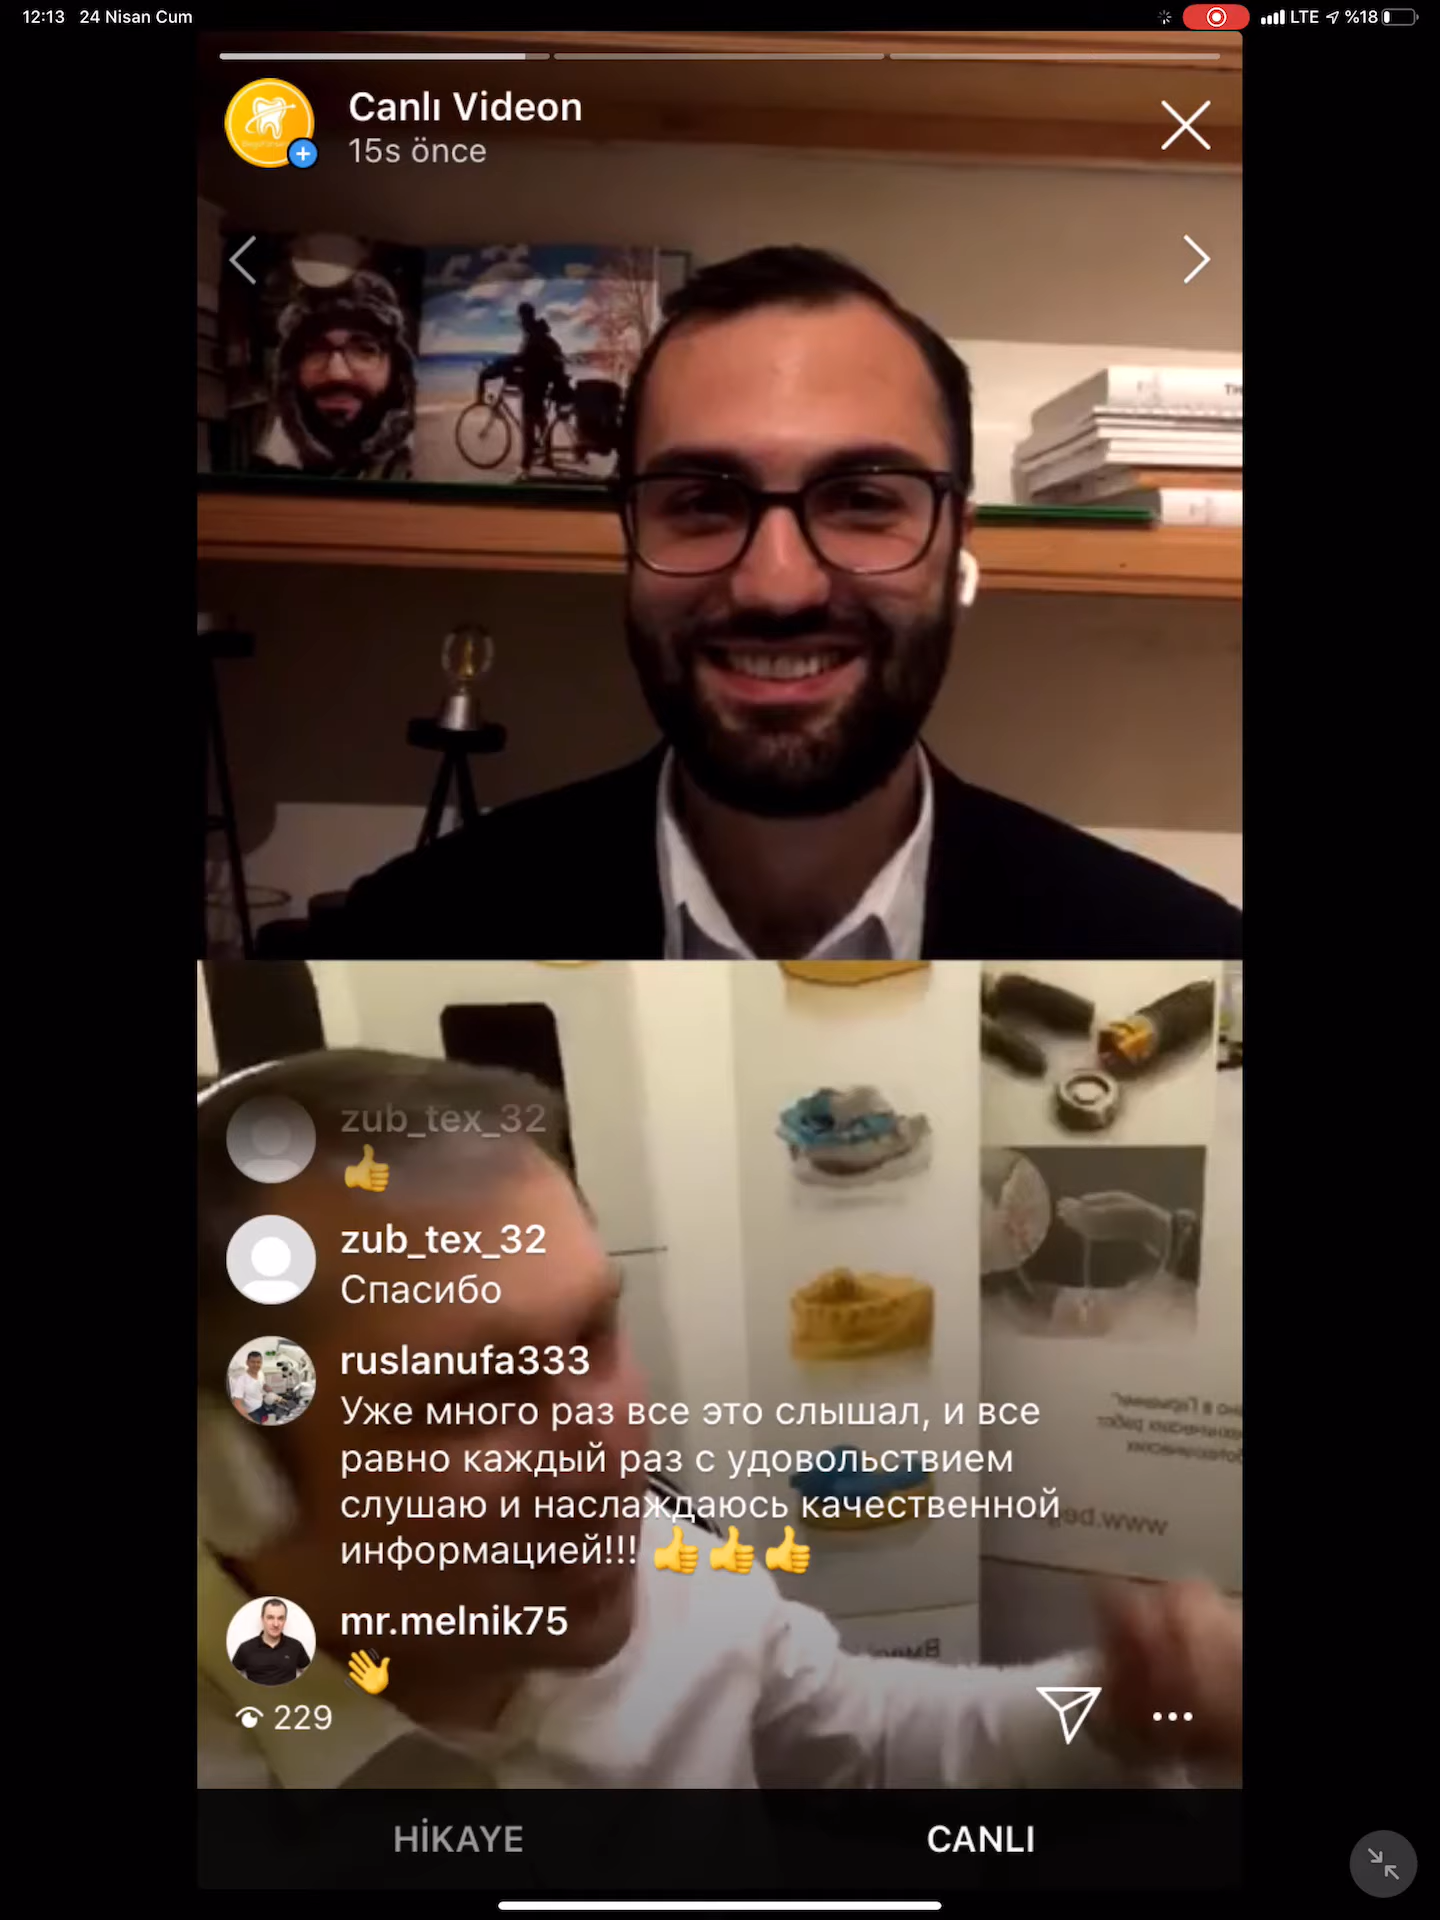 12:13 24 Nisan Cum
LTE %18
Canlı Videon
15s önce
TH
zub_tex_32
👍
zub_tex_32
Спасибо
ruslanufa333
Уже много раз все это слышал, и все
равно каждый раз с удовольствием
слушаю и наслаждаюсь качественной
информацией!!! 👍👍👍
mr.melnik75
👋
229
HİKAYE
CANLI